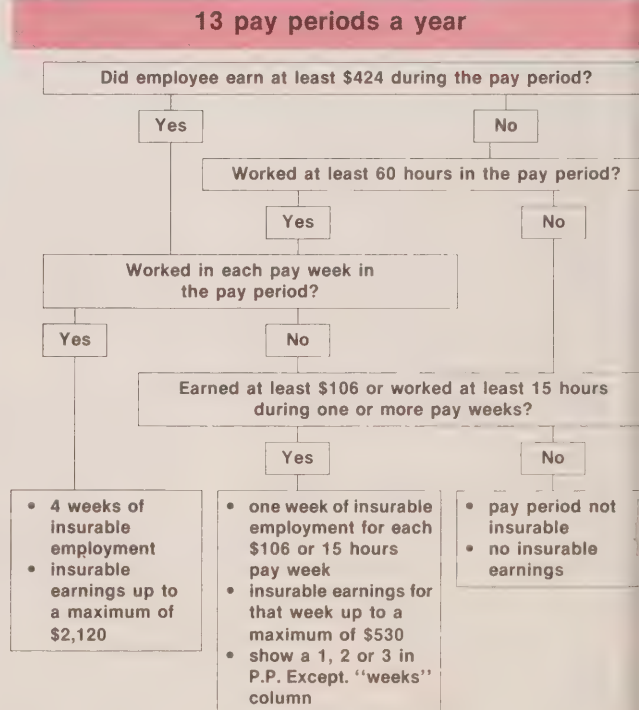 13 pay periods a year
Did employee earn at least $424 during the pay period?
Yes
No
Worked at least 60 hours in the pay period?
Yes
No
Worked in each pay week in
the pay period?
Yes
No
Earned at least $106 or worked at least 15 hours
during one or more pay weeks?
Yes
No
• 4 weeks of
insurable
employment
• insurable
earnings up to
a maximum of
$2,120
• one week of insurable
employment for each
$106 or 15 hours
pay week
• insurable earnings for
that week up to a
maximum of $530
• show a 1, 2 or 3 in
P.P. Except. "weeks"
column
• pay period not
insurable
• no insurable
earnings